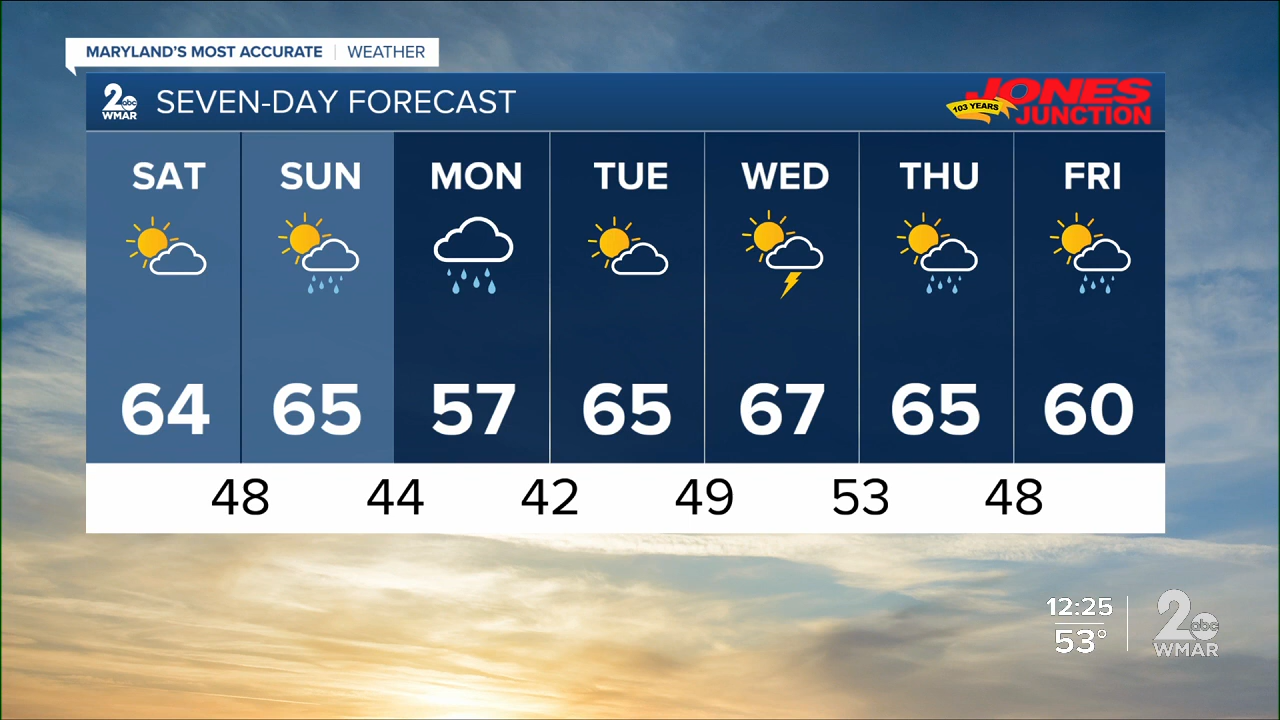 MARYLAND'S MOST ACCURATE | WEATHER
2 abc WMAR
SEVEN-DAY FORECAST
103 YEARS
JONES JUNCTION
SAT SUN MON TUE WED THU FRI
64 65 57 65 67 65 60
48 44 42 49 53 48
12:25
53°
2 abc
WMAR